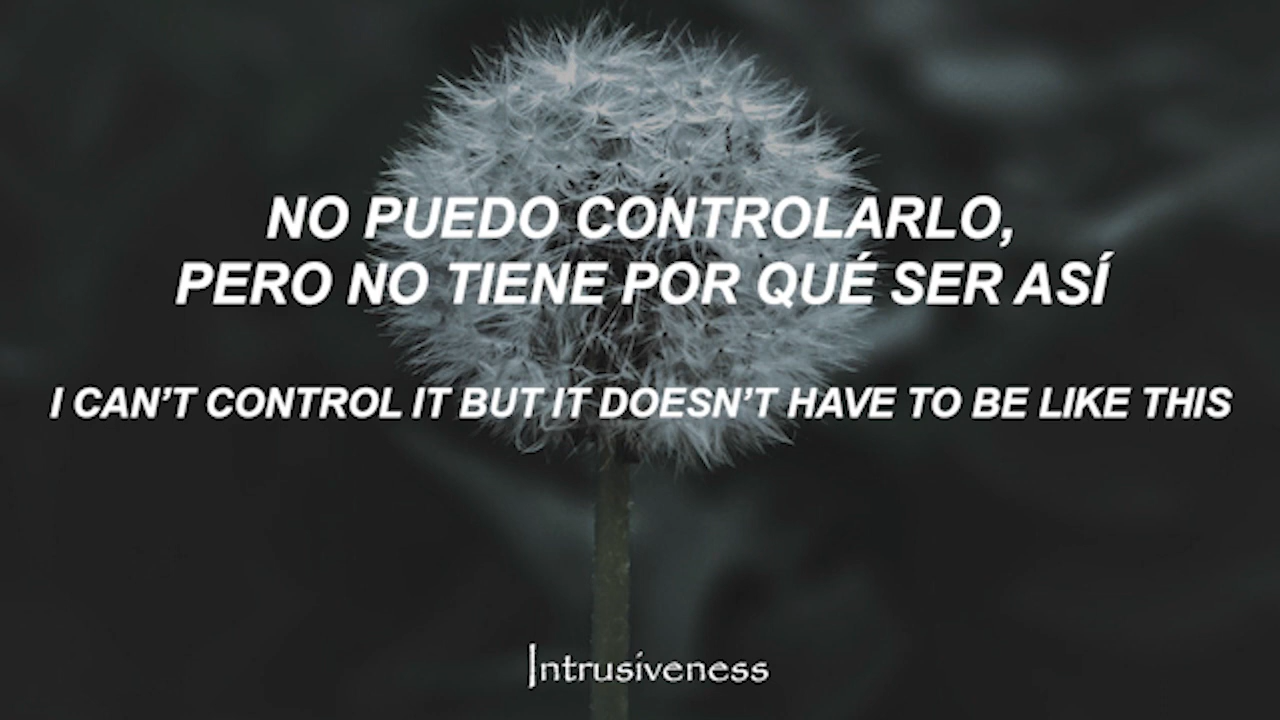 NO PUEDO CONTROLARLO,
PERO NO TIENE POR QUÉ SER ASÍ
I CAN'T CONTROL IT BUT IT DOESN'T HAVE TO BE LIKE THIS
Intrusiveness